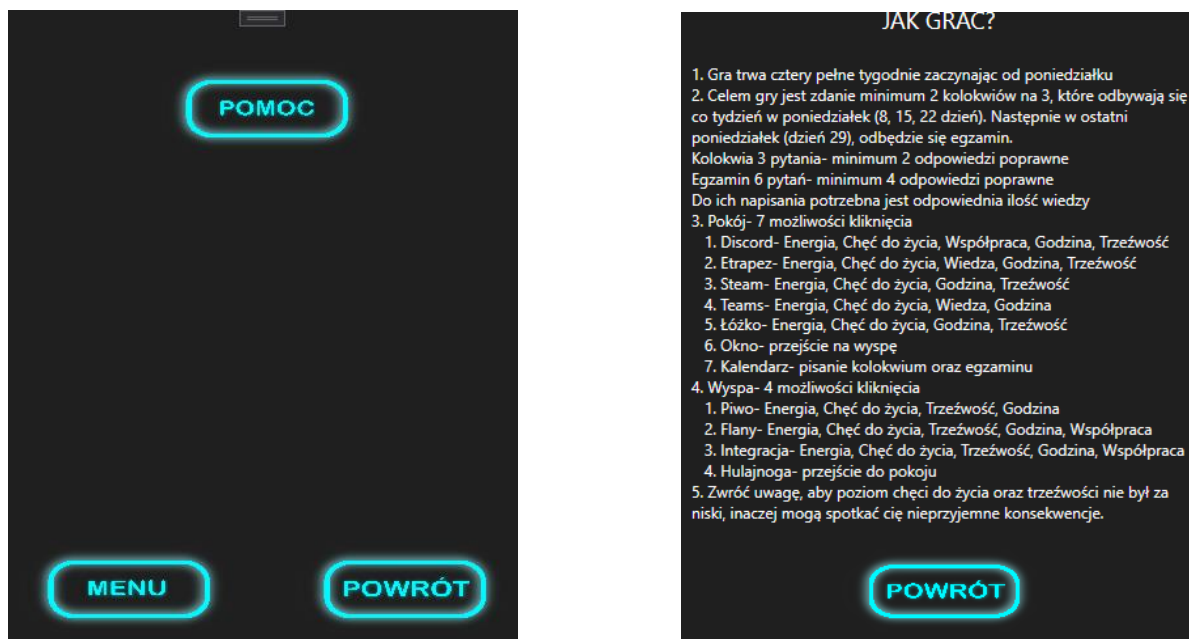 POMOC
MENU
POWRÓT
JAK GRAĆ?
1. Gra trwa cztery pełne tygodnie zaczynając od poniedziałku
2. Celem gry jest zdanie minimum 2 kolokwiów na 3, które odbywają się
co tydzień w poniedziałek (8, 15, 22 dzień). Następnie w ostatni
poniedziałek (dzień 29), odbędzie się egzamin.
Kolokwia 3 pytania- minimum 2 odpowiedzi poprawne
Egzamin 6 pytań- minimum 4 odpowiedzi poprawne
Do ich napisania potrzebna jest odpowiednia ilość wiedzy
3. Pokój- 7 możliwości kliknięcia
1. Discord- Energia, Chęć do życia, Współpraca, Godzina, Trzeźwość
2. Etrapez- Energia, Chęć do życia, Wiedza, Godzina, Trzeźwość
3. Steam- Energia, Chęć do życia, Godzina, Trzeźwość
4. Teams- Energia, Chęć do życia, Wiedza, Godzina
5. Łóżko- Energia, Chęć do życia, Godzina, Trzeźwość
6. Okno- przejście na wyspę
7. Kalendarz- pisanie kolokwium oraz egzaminu
4. Wyspa- 4 możliwości kliknięcia
1. Piwo- Energia, Chęć do życia, Trzeźwość, Godzina
2. Flany- Energia, Chęć do życia, Trzeźwość, Godzina, Współpraca
3. Integracja- Energia, Chęć do życia, Trzeźwość, Godzina, Współpraca
4. Hulajnoga- przejście do pokoju
5. Zwróć uwagę, aby poziom chęci do życia oraz trzeźwości nie był za
niski, inaczej mogą spotkać cię nieprzyjemne konsekwencje.
POWRÓT